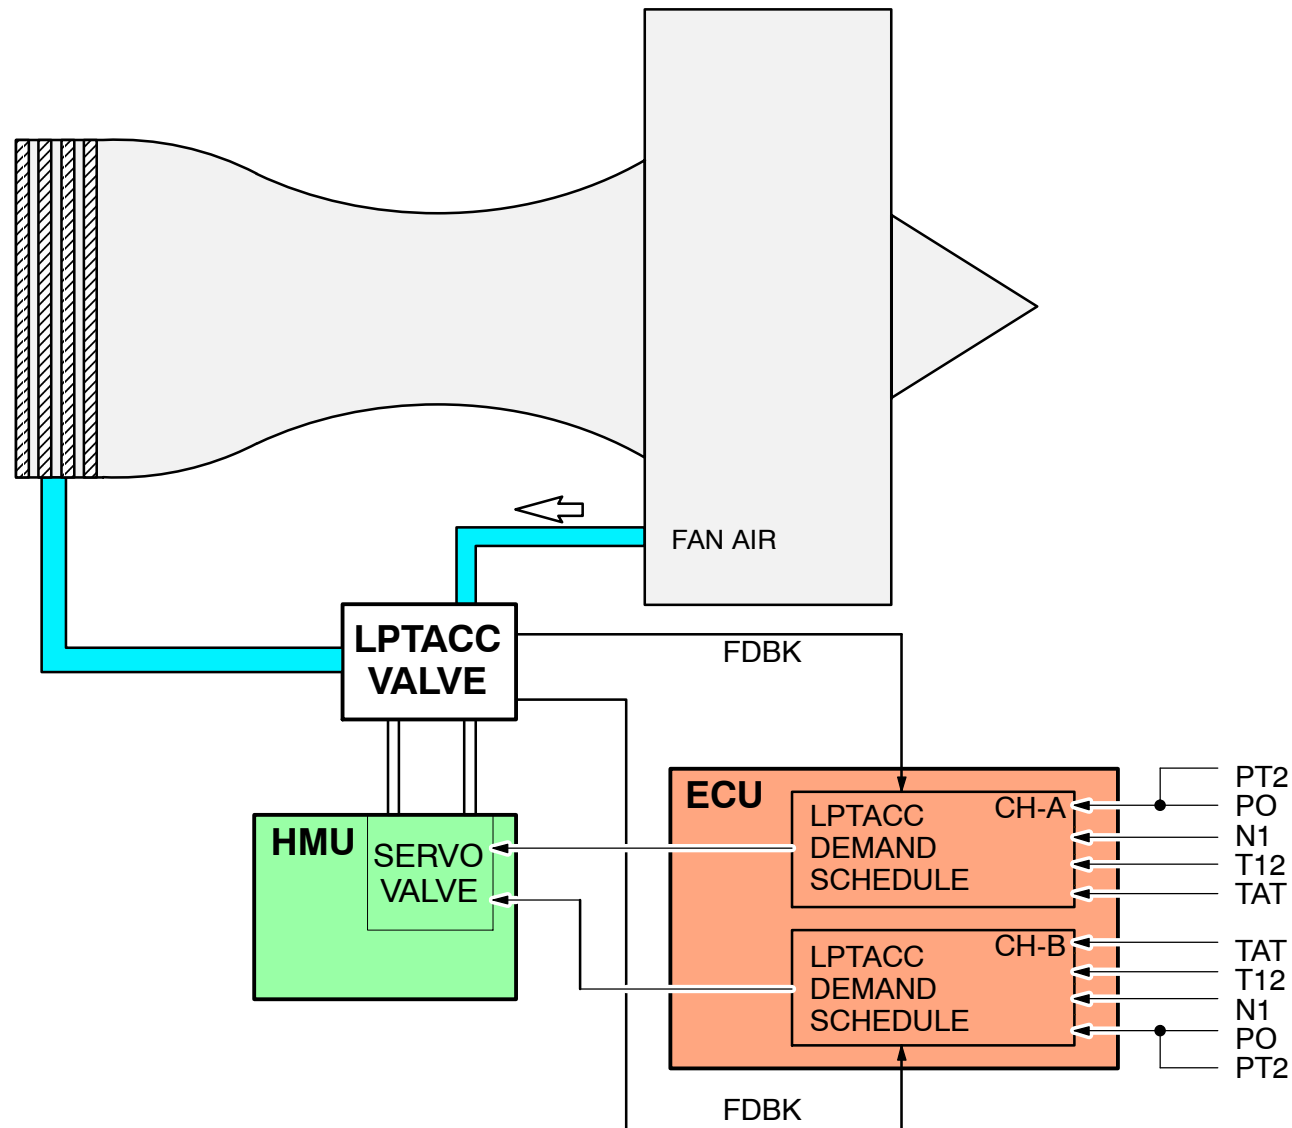 FAN AIR
LPTACC
VALVE
FDBK
ECU
CH-A
LPTACC
DEMAND
SCHEDULE
PT2
PO
N1
T12
TAT
HMU
SERVO
VALVE
CH-B
LPTACC
DEMAND
SCHEDULE
TAT
T12
N1
PO
PT2
FDBK